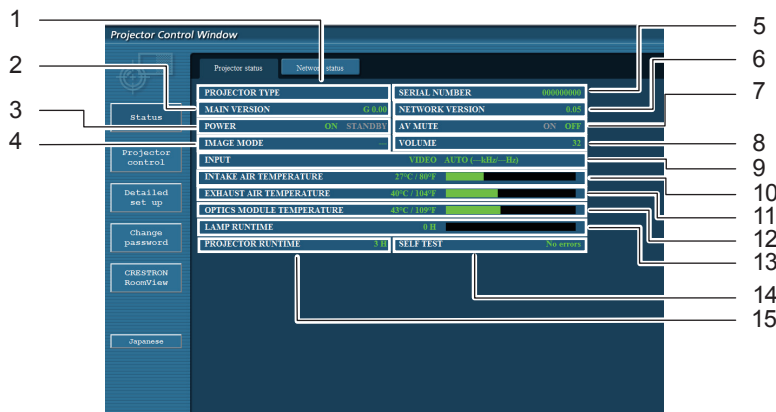 Projector Control Window
Projector status
Network status
Status
Projector control
Detailed set up
Change password
CRESTRON RoomView
Japanese
PROJECTOR TYPE
SERIAL NUMBER 000000000
MAIN VERSION G 0.00
NETWORK VERSION 0.05
POWER ON STANDBY
AV MUTE ON OFF
IMAGE MODE —
VOLUME 32
INPUT VIDEO AUTO (—kHz/—Hz)
INTAKE AIR TEMPERATURE 27°C / 80°F
EXHAUST AIR TEMPERATURE 40°C / 104°F
OPTICS MODULE TEMPERATURE 43°C / 109°F
LAMP RUNTIME 0 H
PROJECTOR RUNTIME 3 H
SELF TEST No errors
1
2
3
4
5
6
7
8
9
10
11
12
13
14
15